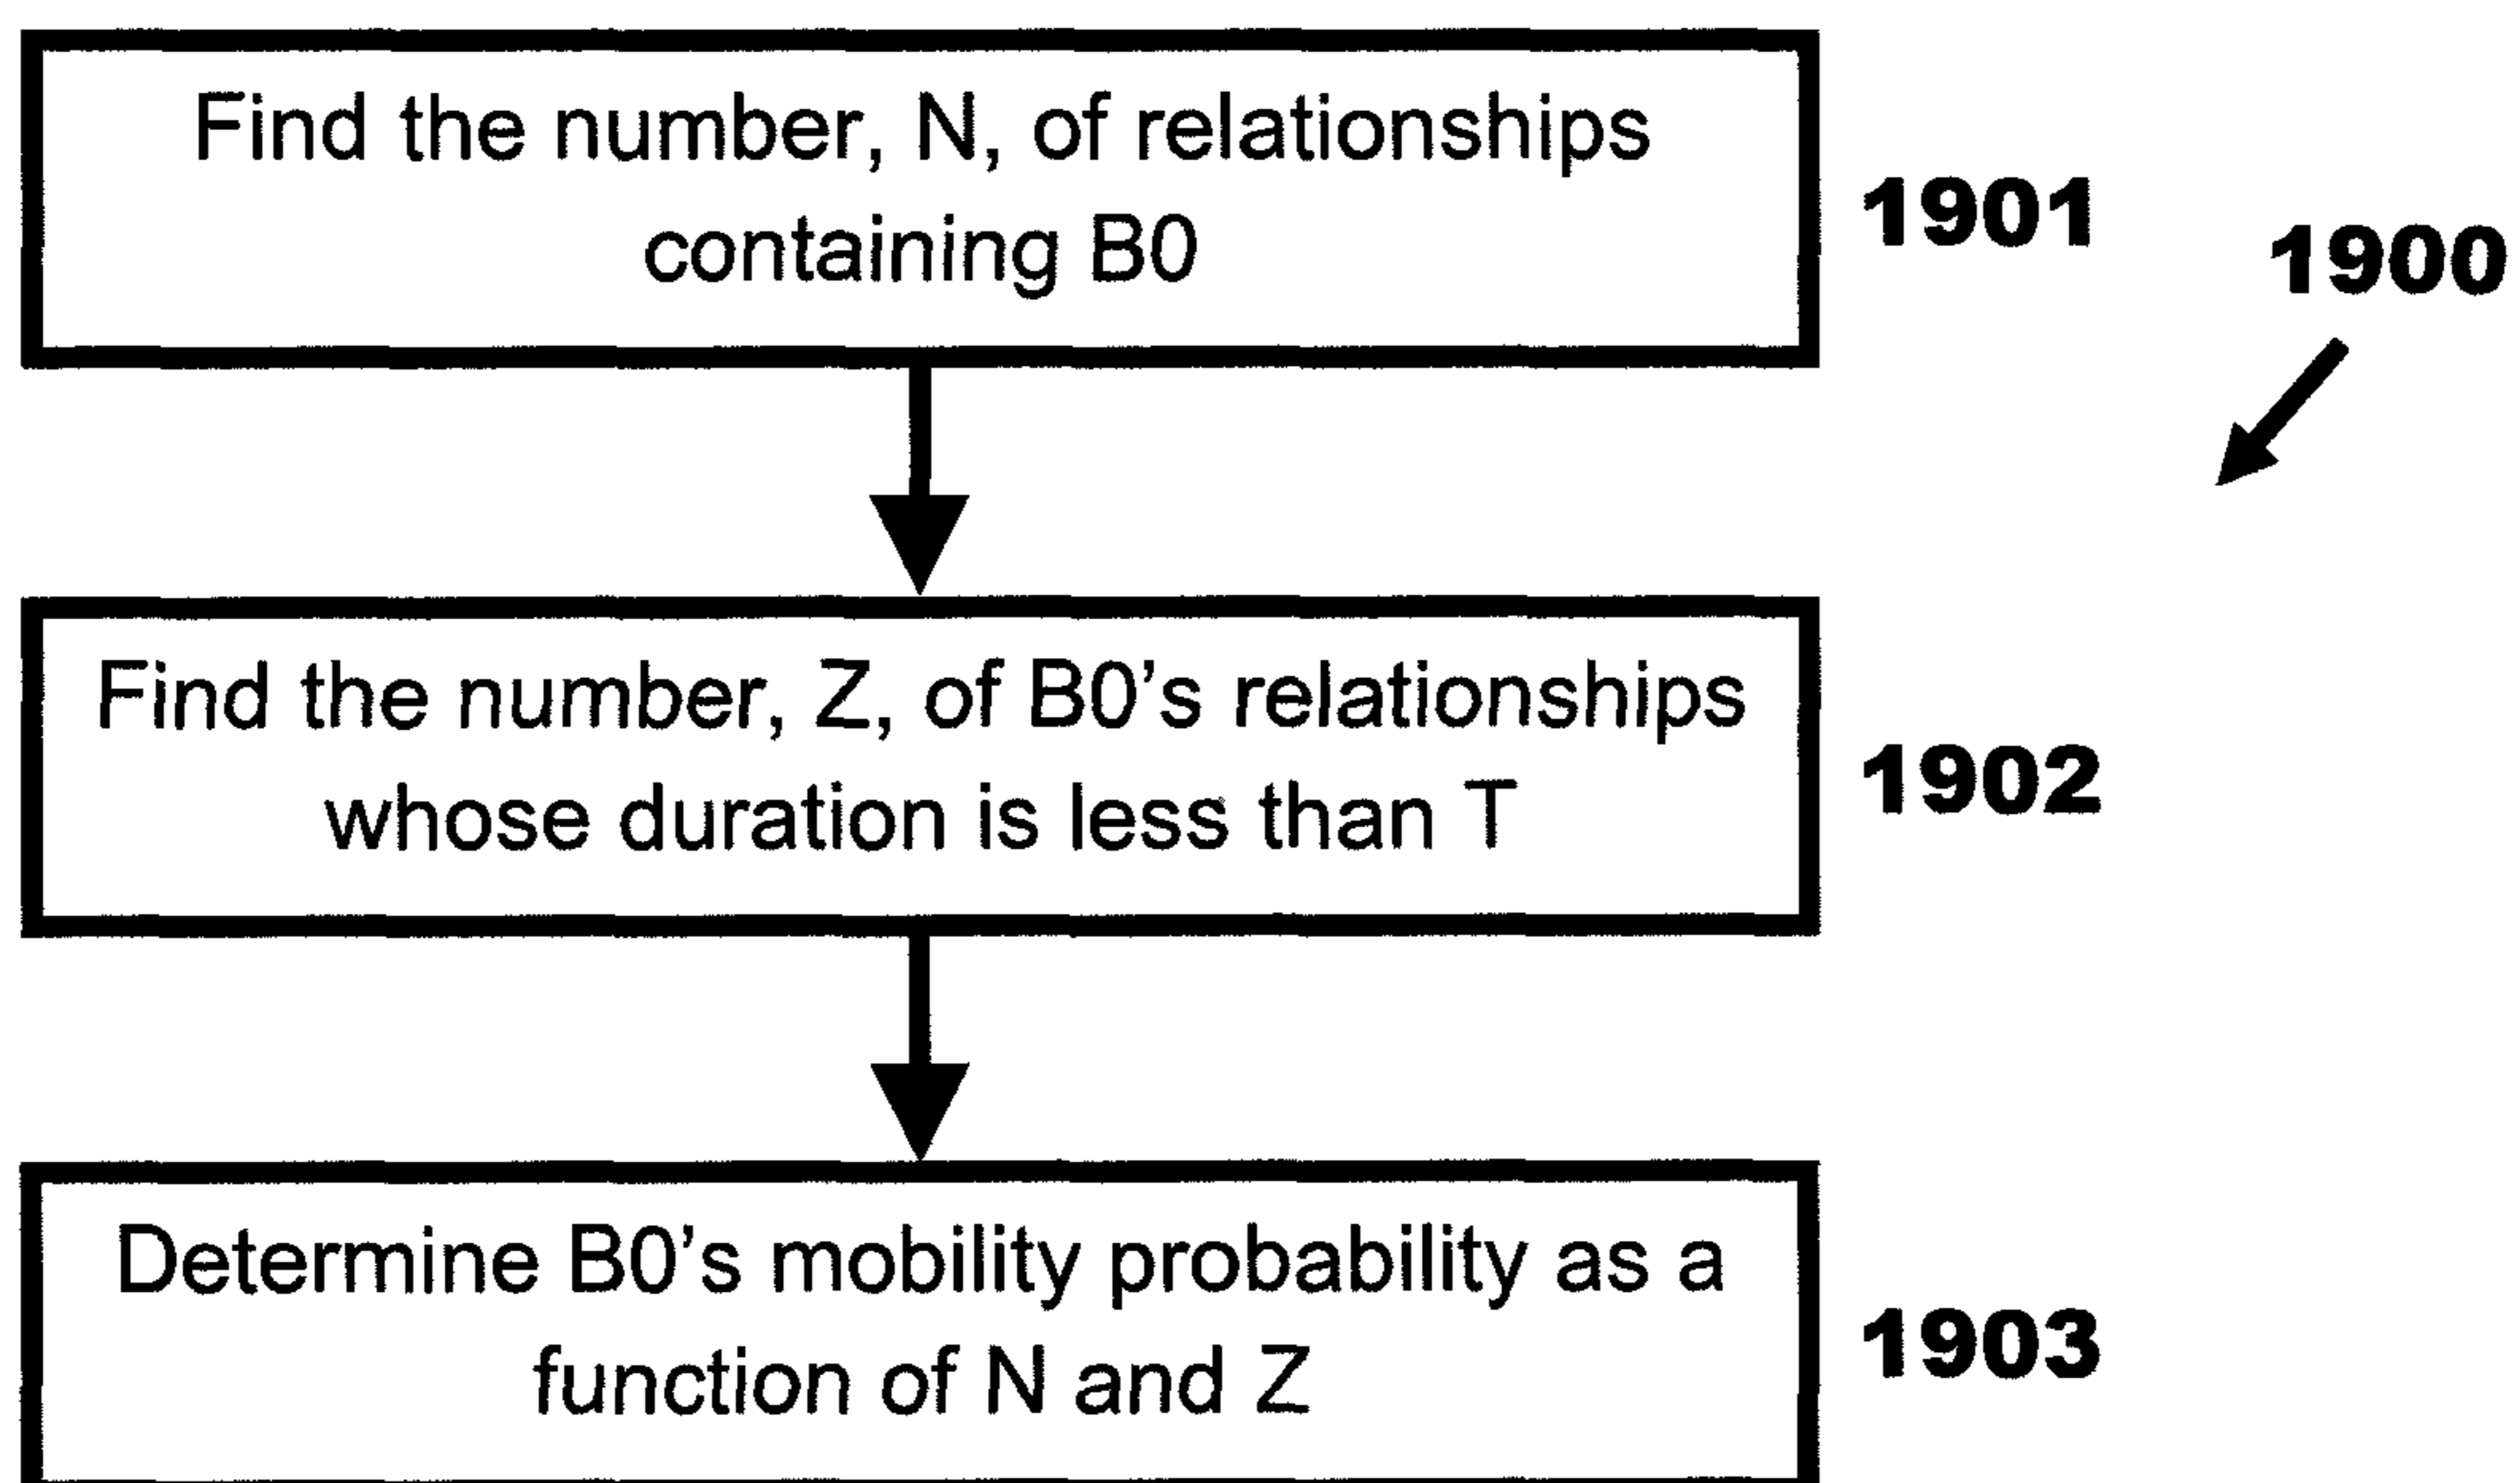 Find the number, N, of relationships
containing B0
1901
1900
Find the number, Z, of B0's relationships
whose duration is less than T
1902
Determine B0's mobility probability as a
function of N and Z
1903